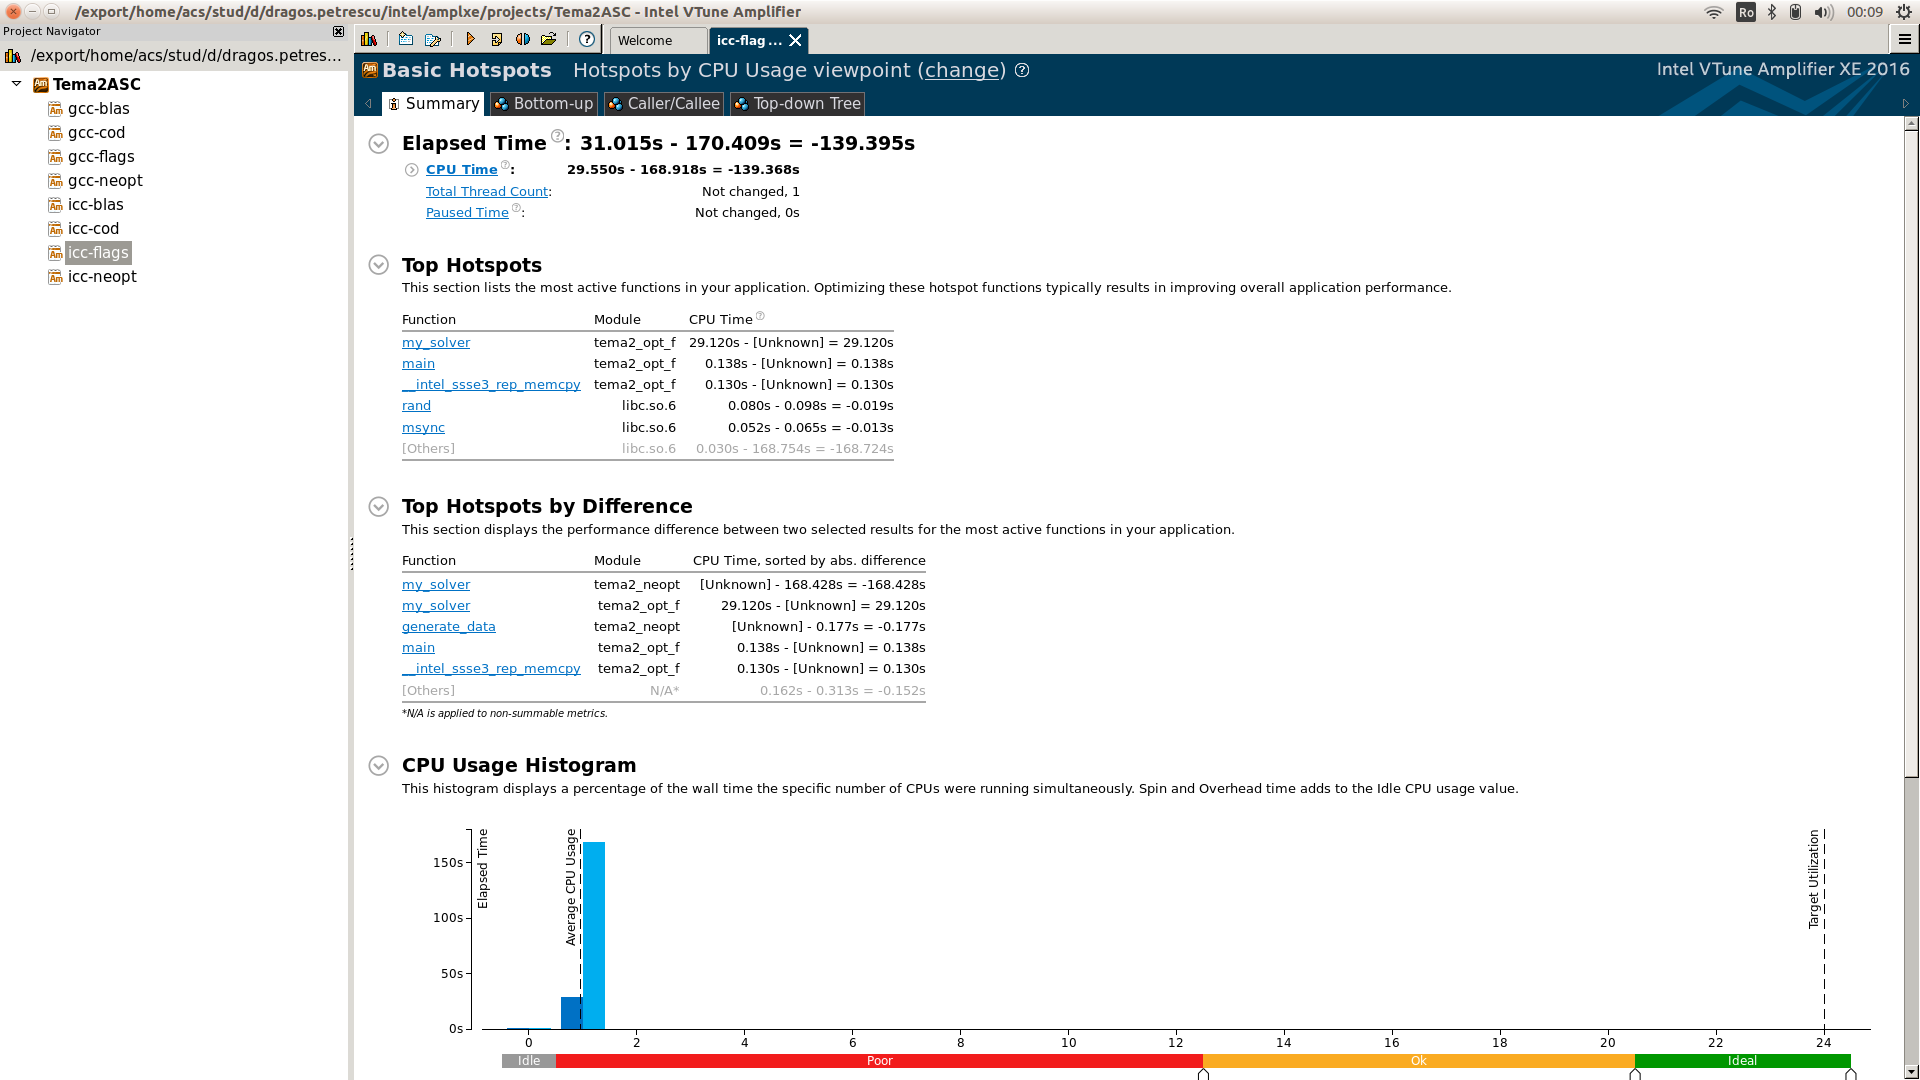 /export/home/acs/stud/d/dragos.petrescu/intel/amplxe/projects/Tema2ASC - Intel VTune Amplifier
Ro
00:09
Project Navigator
/export/home/acs/stud/d/dragos.petres...
Tema2ASC
gcc-blas
gcc-cod
gcc-flags
gcc-neopt
icc-blas
icc-cod
icc-flags
icc-neopt
Welcome
icc-flag ...
Basic Hotspots
Hotspots by CPU Usage viewpoint (change)
Intel VTune Amplifier XE 2016
Summary
Bottom-up
Caller/Callee
Top-down Tree
Elapsed Time ?: 31.015s - 170.409s = -139.395s
CPU Time ?: 29.550s - 168.918s = -139.368s
Total Thread Count: Not changed, 1
Paused Time ?: Not changed, 0s
Top Hotspots
This section lists the most active functions in your application. Optimizing these hotspot functions typically results in improving overall application performance.
Function Module CPU Time ?
my_solver tema2_opt_f 29.120s - [Unknown] = 29.120s
main tema2_opt_f 0.138s - [Unknown] = 0.138s
__intel_ssse3_rep_memcpy tema2_opt_f 0.130s - [Unknown] = 0.130s
rand libc.so.6 0.080s - 0.098s = -0.019s
msync libc.so.6 0.052s - 0.065s = -0.013s
[Others] libc.so.6 0.030s - 168.754s = -168.724s
Top Hotspots by Difference
This section displays the performance difference between two selected results for the most active functions in your application.
Function Module CPU Time, sorted by abs. difference
my_solver tema2_neopt [Unknown] - 168.428s = -168.428s
my_solver tema2_opt_f 29.120s - [Unknown] = 29.120s
generate_data tema2_neopt [Unknown] - 0.177s = -0.177s
main tema2_opt_f 0.138s - [Unknown] = 0.138s
__intel_ssse3_rep_memcpy tema2_opt_f 0.130s - [Unknown] = 0.130s
[Others] N/A* 0.162s - 0.313s = -0.152s
*N/A is applied to non-summable metrics.
CPU Usage Histogram
This histogram displays a percentage of the wall time the specific number of CPUs were running simultaneously. Spin and Overhead time adds to the Idle CPU usage value.
Elapsed Time
Average CPU Usage
Target Utilization
150s
100s
50s
0s
0 2 4 6 8 10 12 14 16 18 20 22 24
Idle Poor Ok Ideal